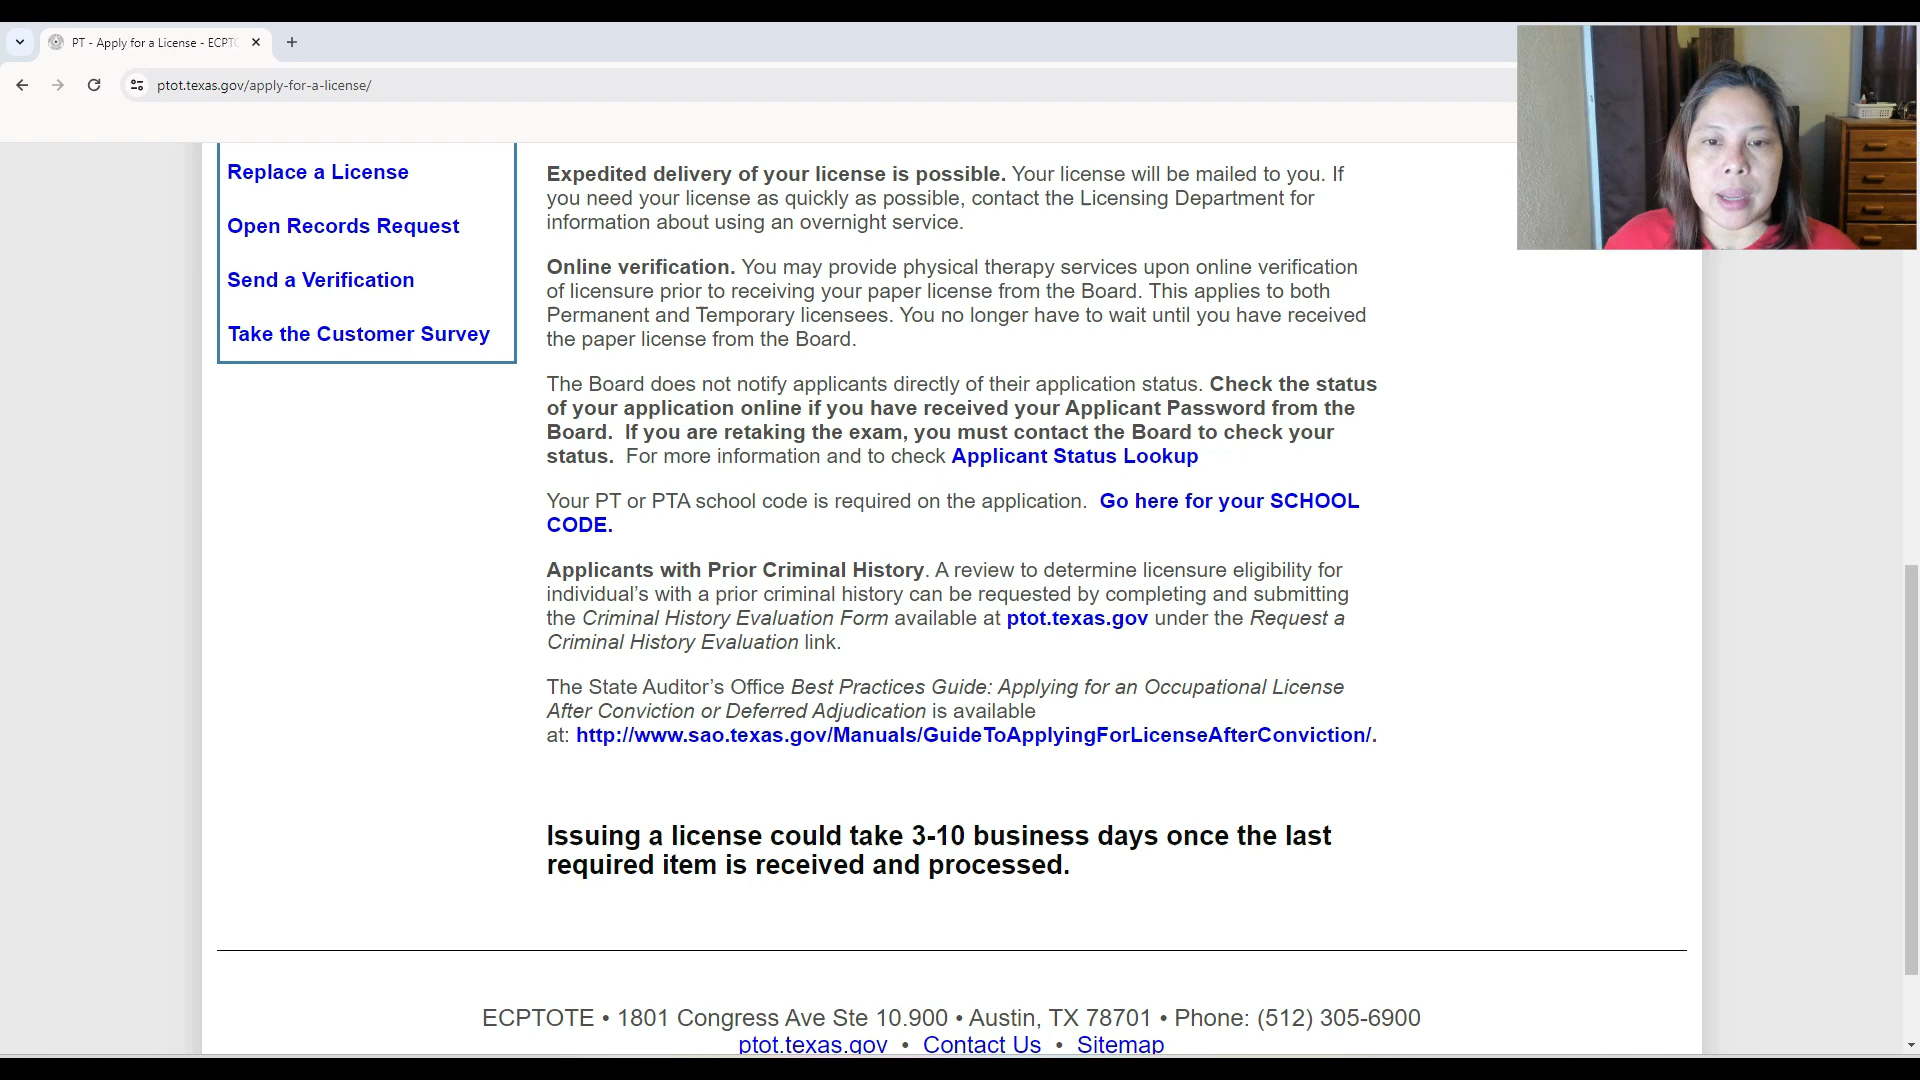 PT - Apply for a License - ECPTO
ptot.texas.gov/apply-for-a-license/
Replace a License
Open Records Request
Send a Verification
Take the Customer Survey
Expedited delivery of your license is possible. Your license will be mailed to you. If
you need your license as quickly as possible, contact the Licensing Department for
information about using an overnight service.
Online verification. You may provide physical therapy services upon online verification
of licensure prior to receiving your paper license from the Board. This applies to both
Permanent and Temporary licensees. You no longer have to wait until you have received
the paper license from the Board.
The Board does not notify applicants directly of their application status. Check the status
of your application online if you have received your Applicant Password from the
Board.  If you are retaking the exam, you must contact the Board to check your
status.  For more information and to check Applicant Status Lookup
Your PT or PTA school code is required on the application.  Go here for your SCHOOL
CODE.
Applicants with Prior Criminal History. A review to determine licensure eligibility for
individual’s with a prior criminal history can be requested by completing and submitting
the Criminal History Evaluation Form available at ptot.texas.gov under the Request a
Criminal History Evaluation link.
The State Auditor’s Office Best Practices Guide: Applying for an Occupational License
After Conviction or Deferred Adjudication is available
at: http://www.sao.texas.gov/Manuals/GuideToApplyingForLicenseAfterConviction/.
Issuing a license could take 3-10 business days once the last
required item is received and processed.
ECPTOTE • 1801 Congress Ave Ste 10.900 • Austin, TX 78701 • Phone: (512) 305-6900
ptot.texas.gov • Contact Us • Sitemap